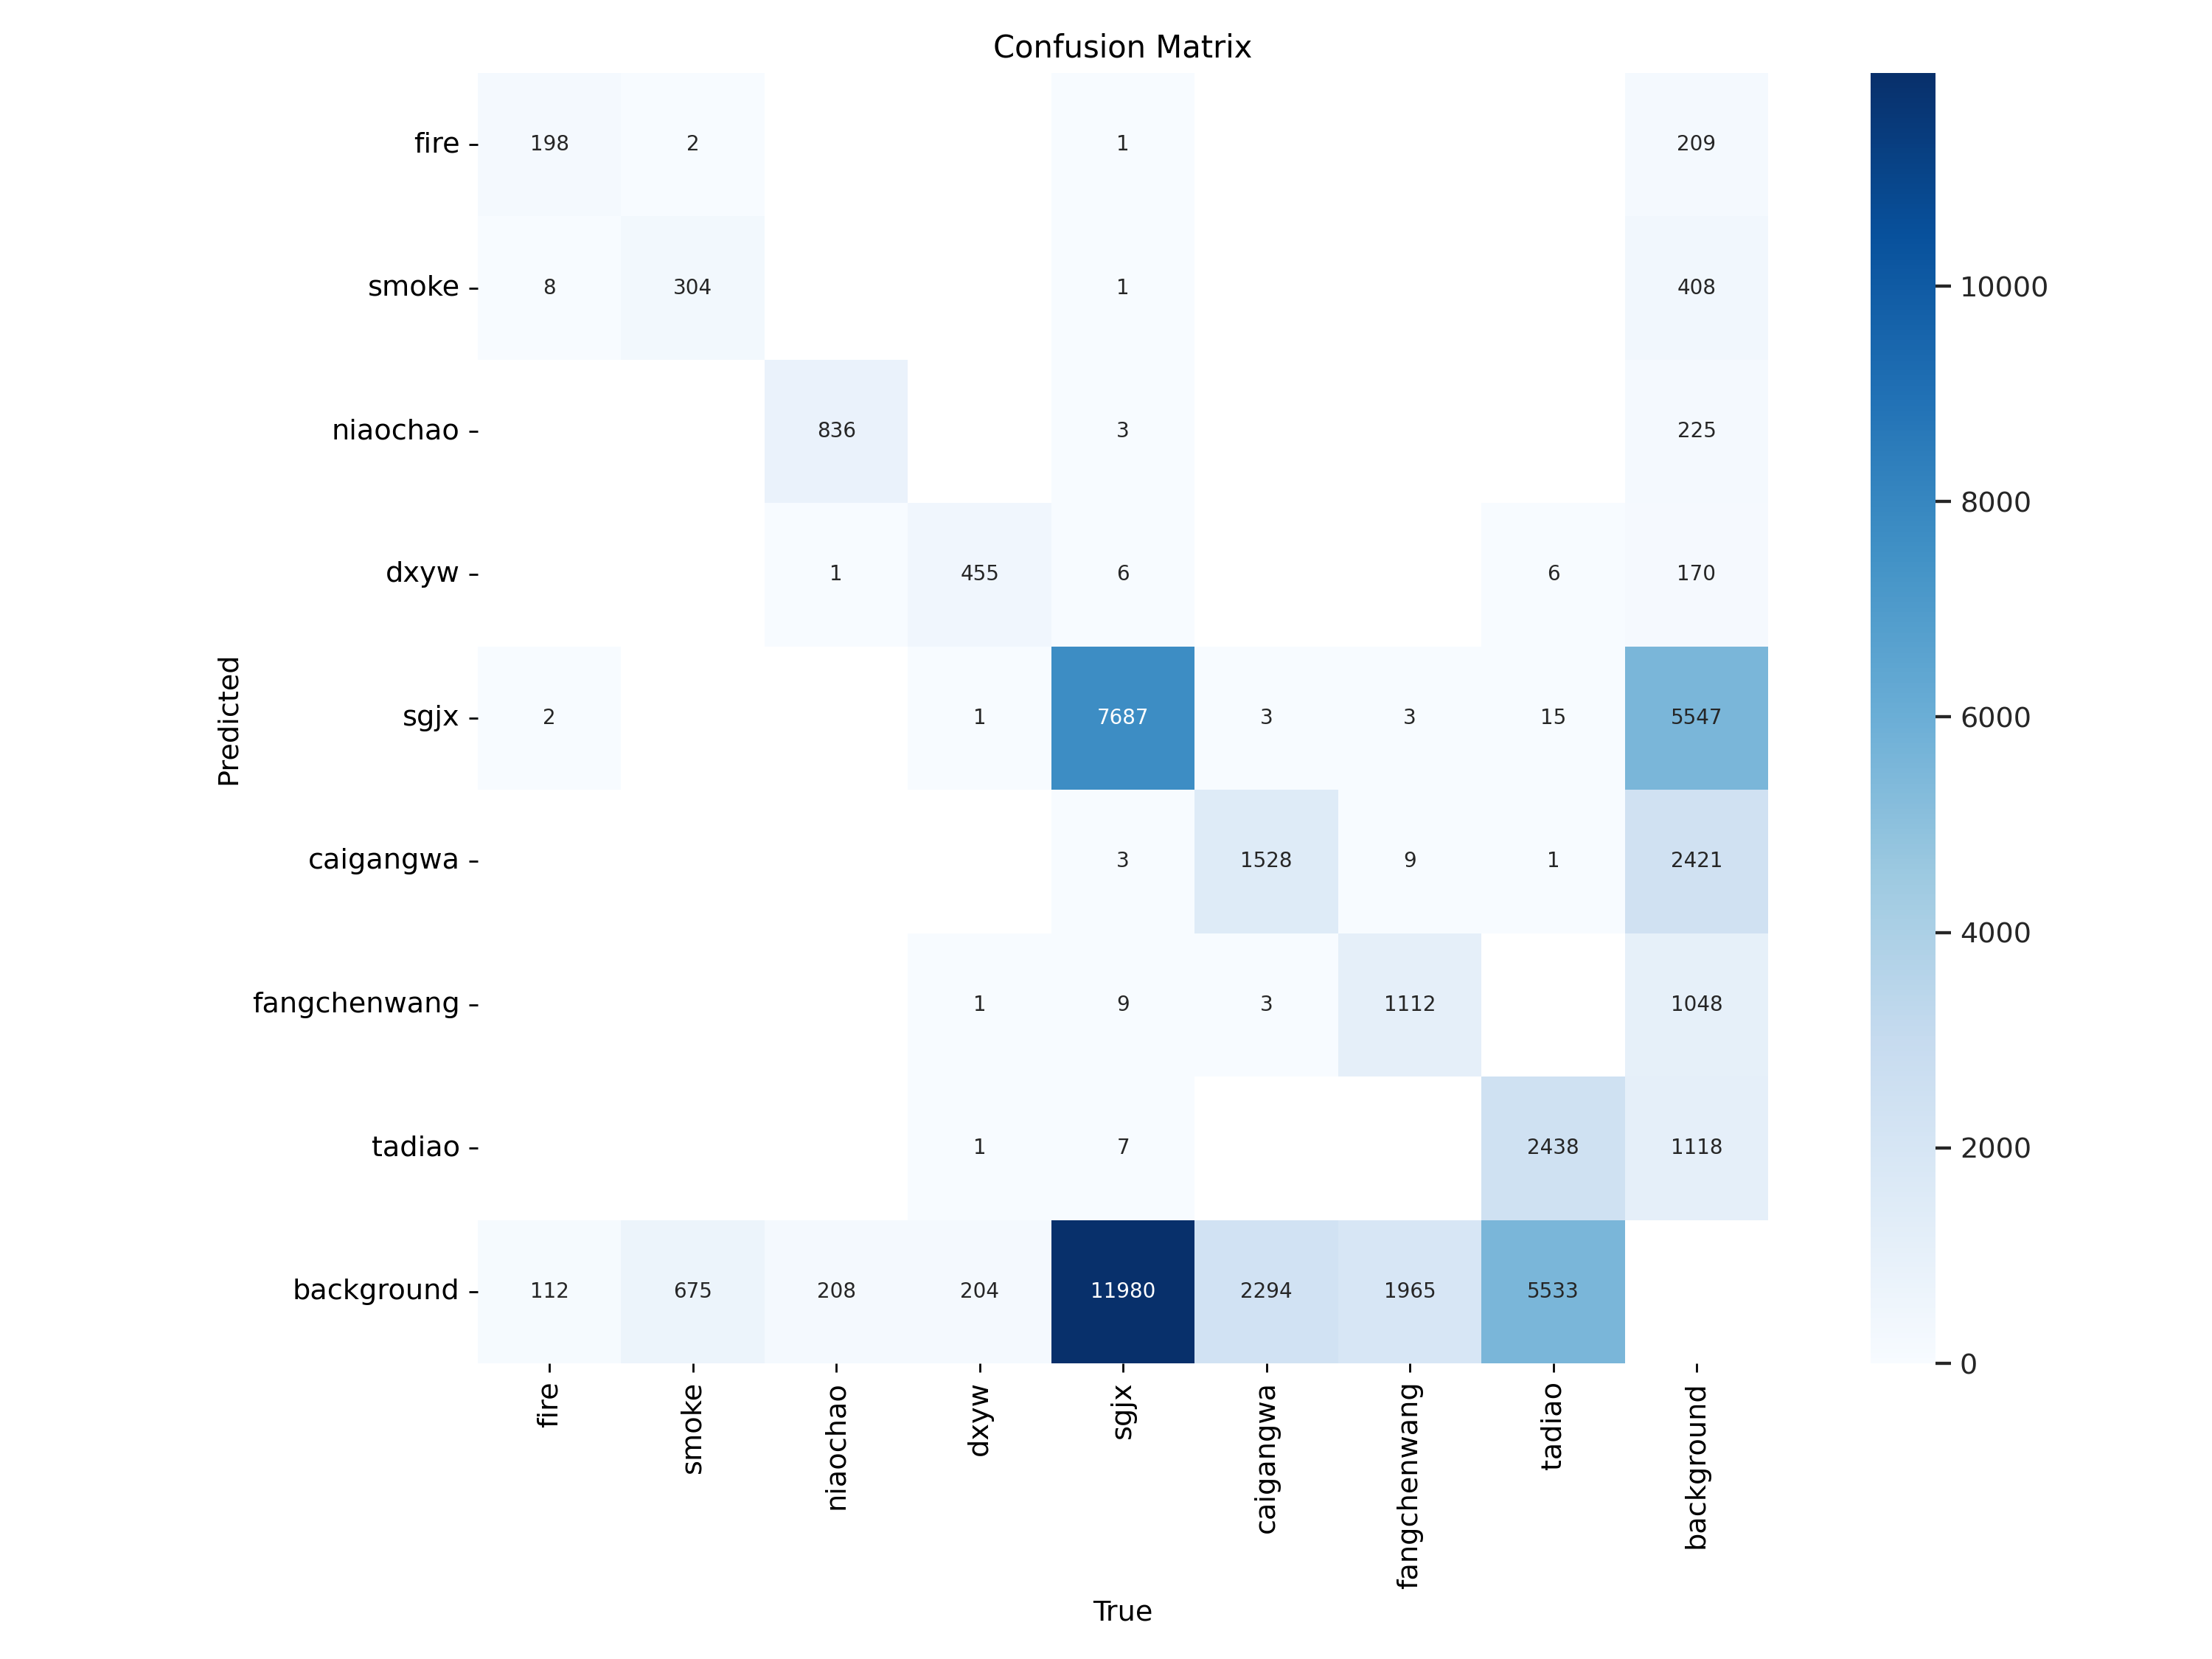 Confusion Matrix
fire 198 2 1 209
smoke 8 304 1 408
niaochao 836 3 225
dxyw 1 455 6 6 170
sgjx 2 1 7687 3 3 15 5547
caigangwa 3 1528 9 1 2421
fangchenwang 1 9 3 1112 1048
tadiao 1 7 2438 1118
background 112 675 208 204 11980 2294 1965 5533
Predicted
fire smoke niaochao dxyw sgjx caigangwa fangchenwang tadiao background
True
10000
8000
6000
4000
2000
0